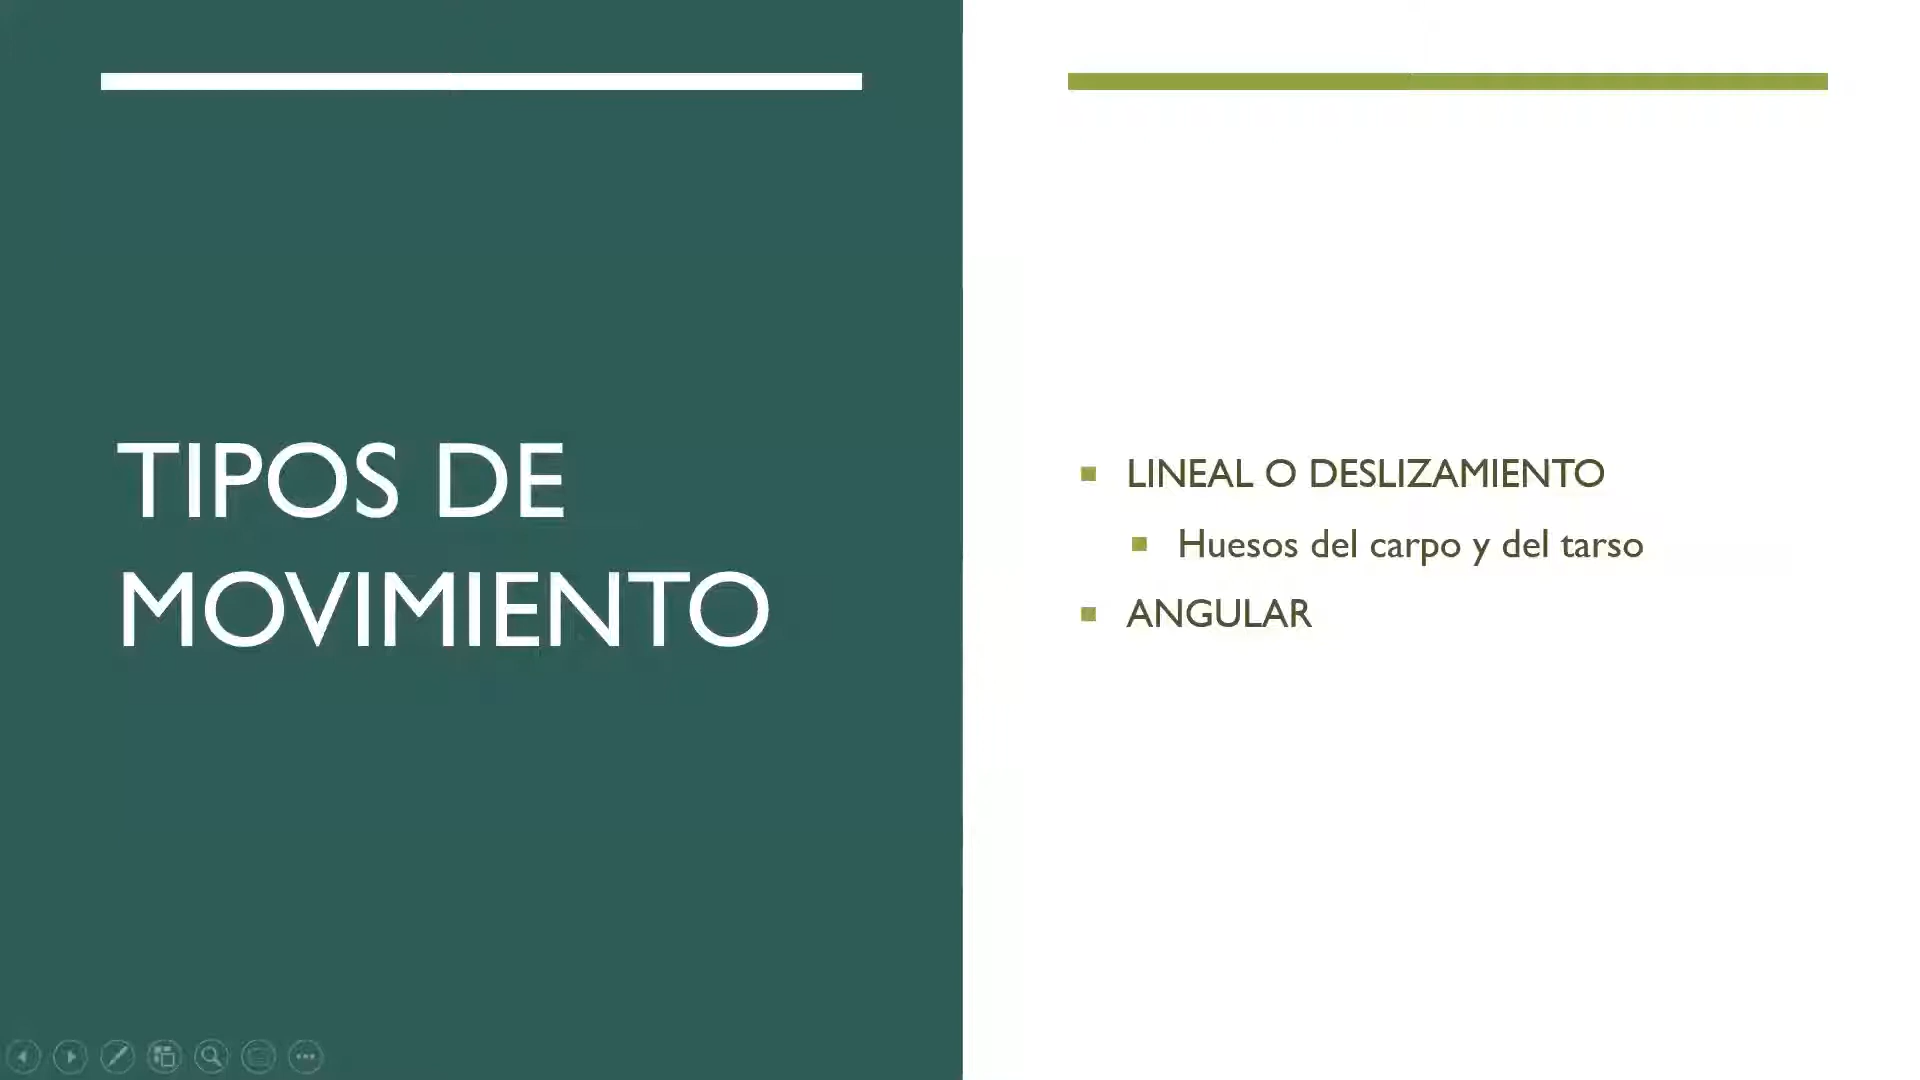 TIPOS DE
MOVIMIENTO
LINEAL O DESLIZAMIENTO
Huesos del carpo y del tarso
ANGULAR